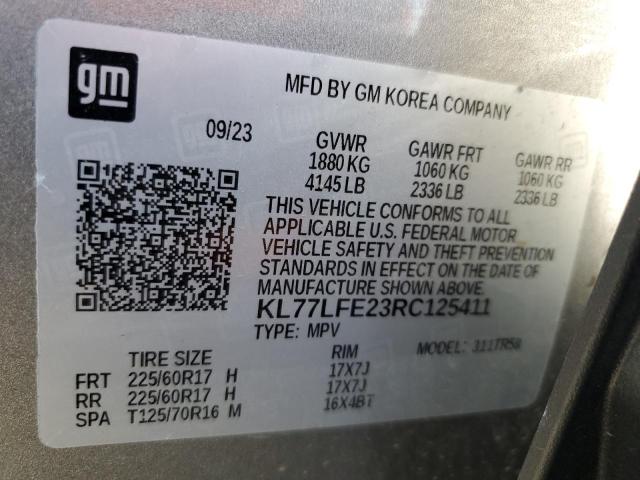 gm
MFD BY GM KOREA COMPANY
09/23 GVWR GAWR FRT GAWR RR
1880 KG 1060 KG 1060 KG
4145 LB 2336 LB 2336 LB
THIS VEHICLE CONFORMS TO ALL
APPLICABLE U.S. FEDERAL MOTOR
VEHICLE SAFETY AND THEFT PREVENTION
STANDARDS IN EFFECT ON THE DATE OF
MANUFACTURE SHOWN ABOVE.
KL77LFE23RC125411
TYPE: MPV MODEL: 311TR58
TIRE SIZE RIM
FRT 225/60R17 H 17X7J
RR 225/60R17 H 17X7J
SPA T125/70R16 M 16X4BT